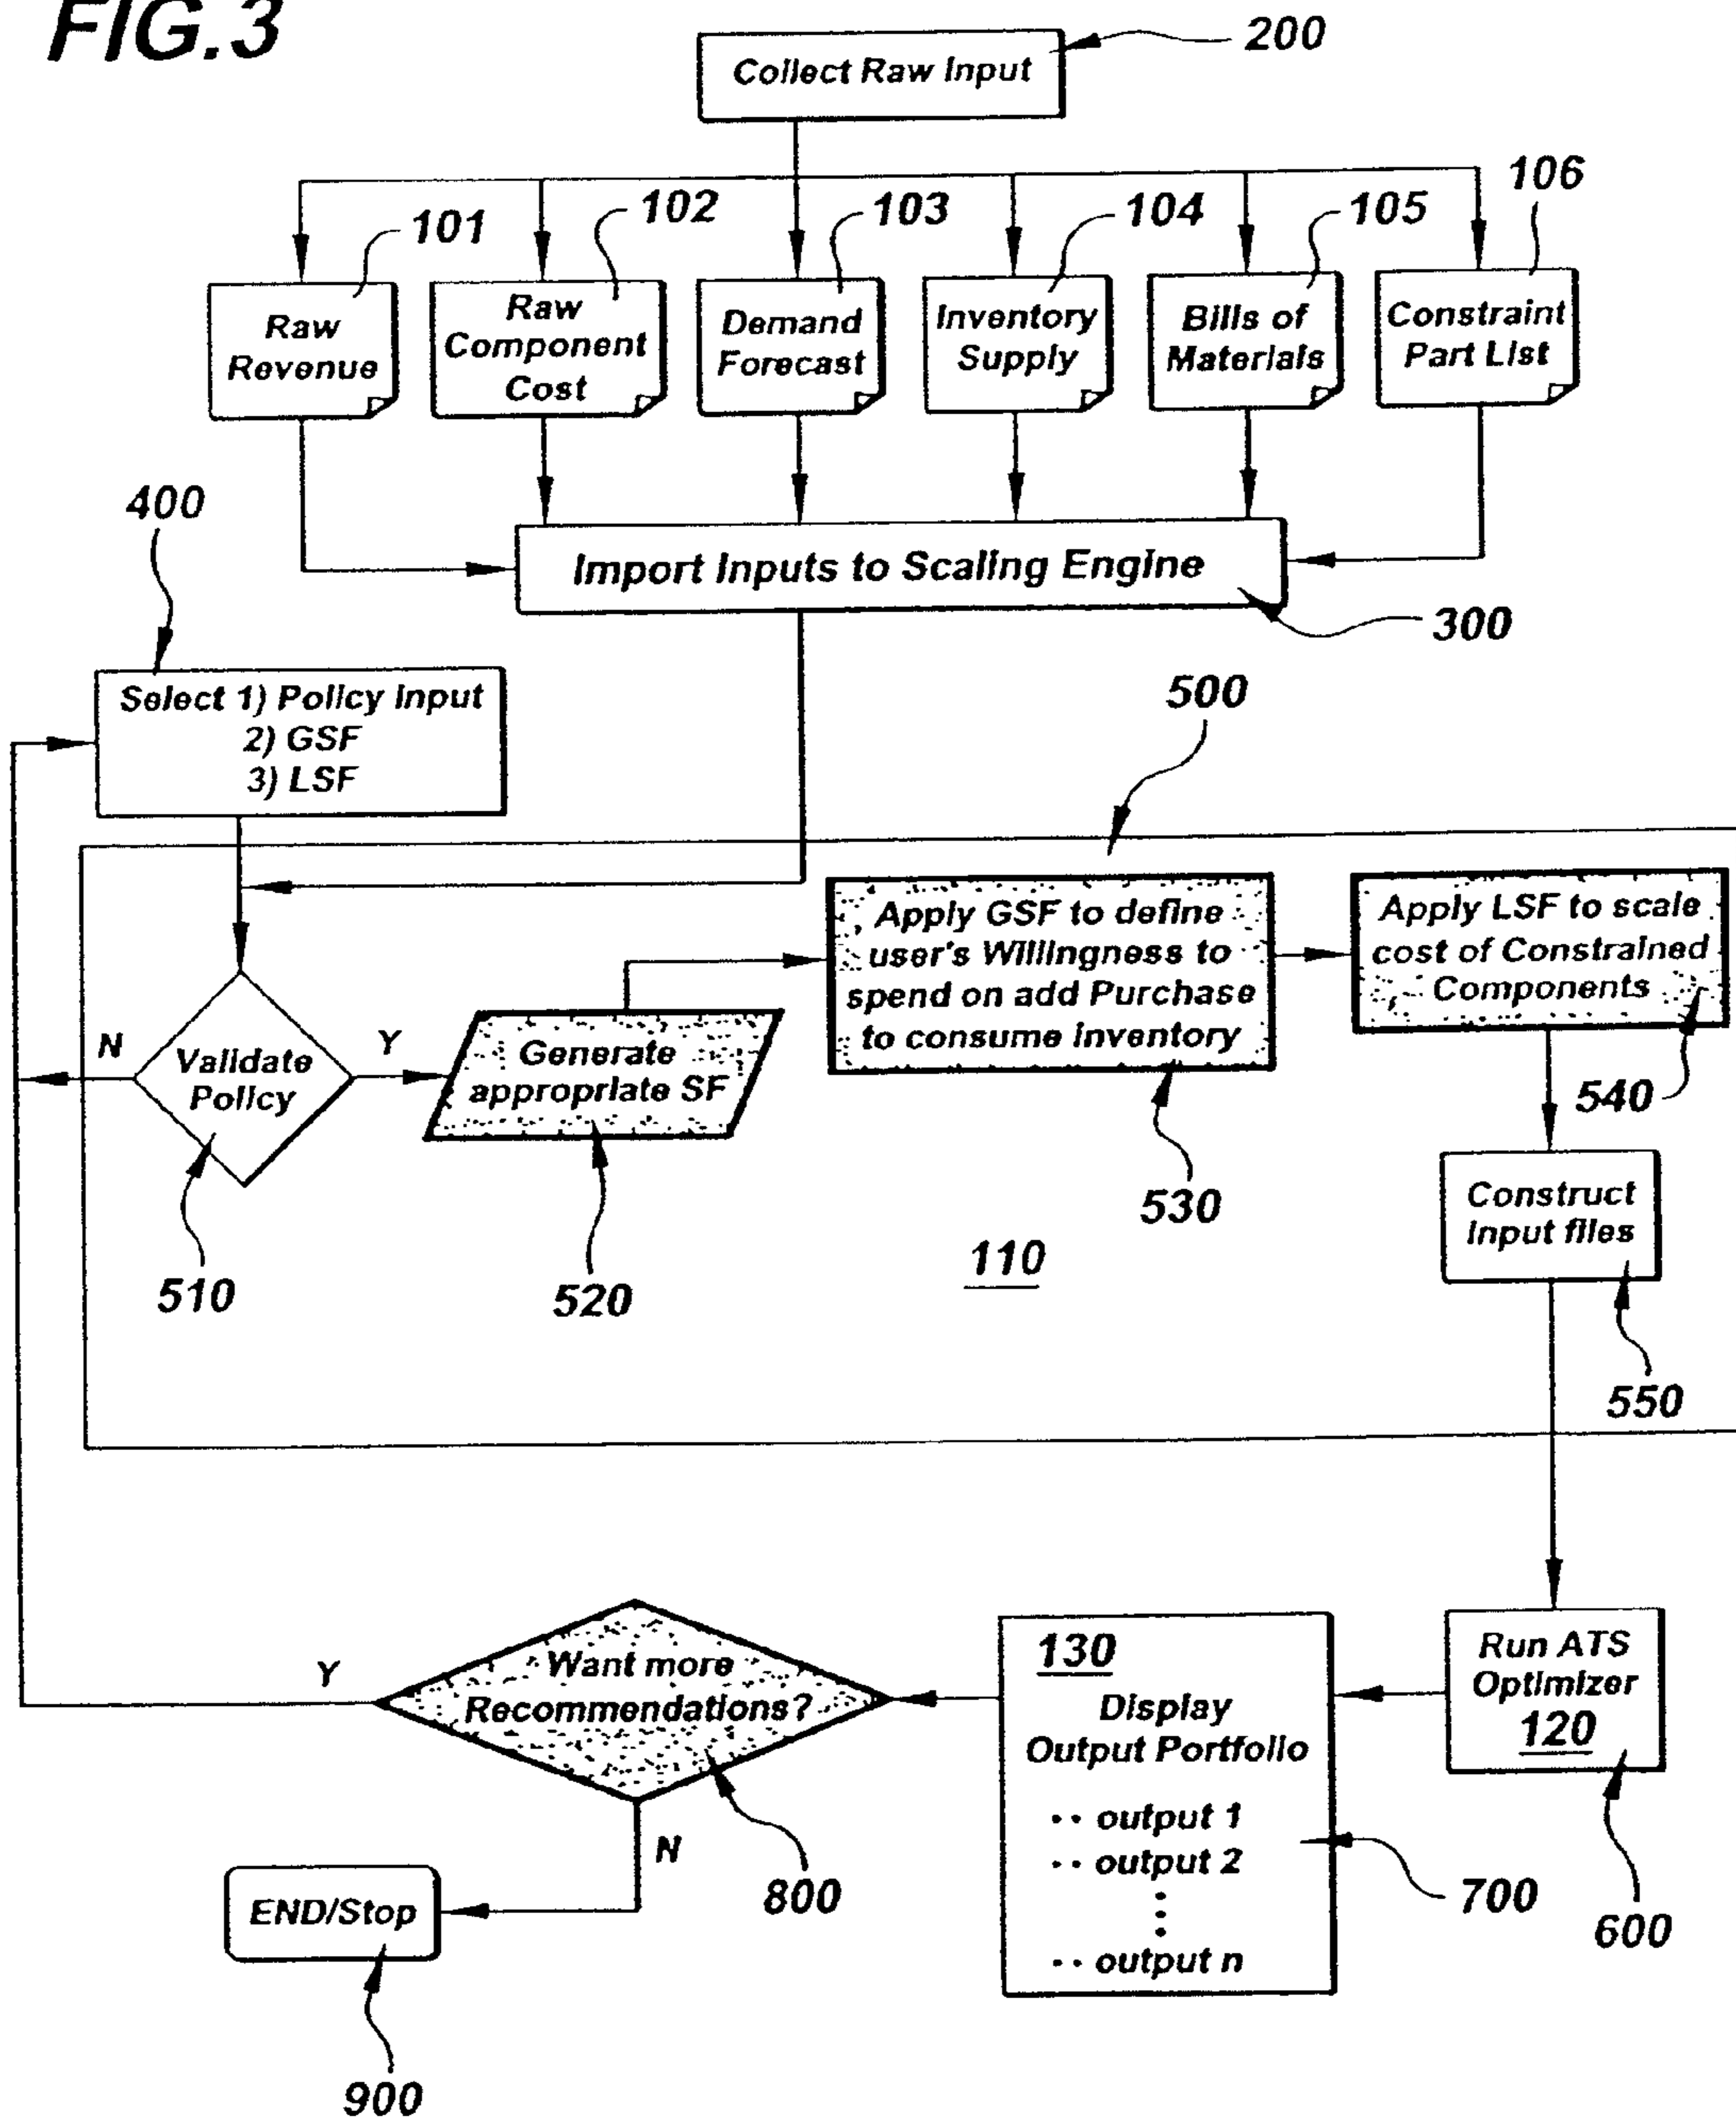 FIG.3
200
Collect Raw Input
101
102
103
104
105
106
Raw
Revenue
Raw
Component
Cost
Demand
Forecast
Inventory
Supply
Bills of
Materials
Constraint
Part List
400
Import Inputs to Scaling Engine
300
Select 1) Policy Input
2) GSF
3) LSF
500
Apply GSF to define
user's Willingness to
spend on add Purchase
to consume inventory
Apply LSF to scale
cost of Constrained
Components
N
Validate
Policy
Y
Generate
appropriate SF
540
530
510
520
110
Construct
Input files
550
Y
Want more
Recommendations?
130
Display
Output Portfolio
·· output 1
·· output 2
·· output n
Run ATS
Optimizer
120
N
800
700
600
END/Stop
900